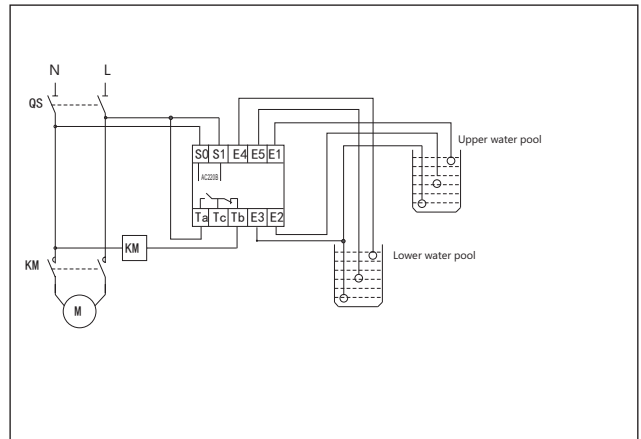 N L
QS
S0 S1 E4 E5 E1
Upper water pool
Ta Tc Tb E3 E2
KM
Lower water pool
KM
M